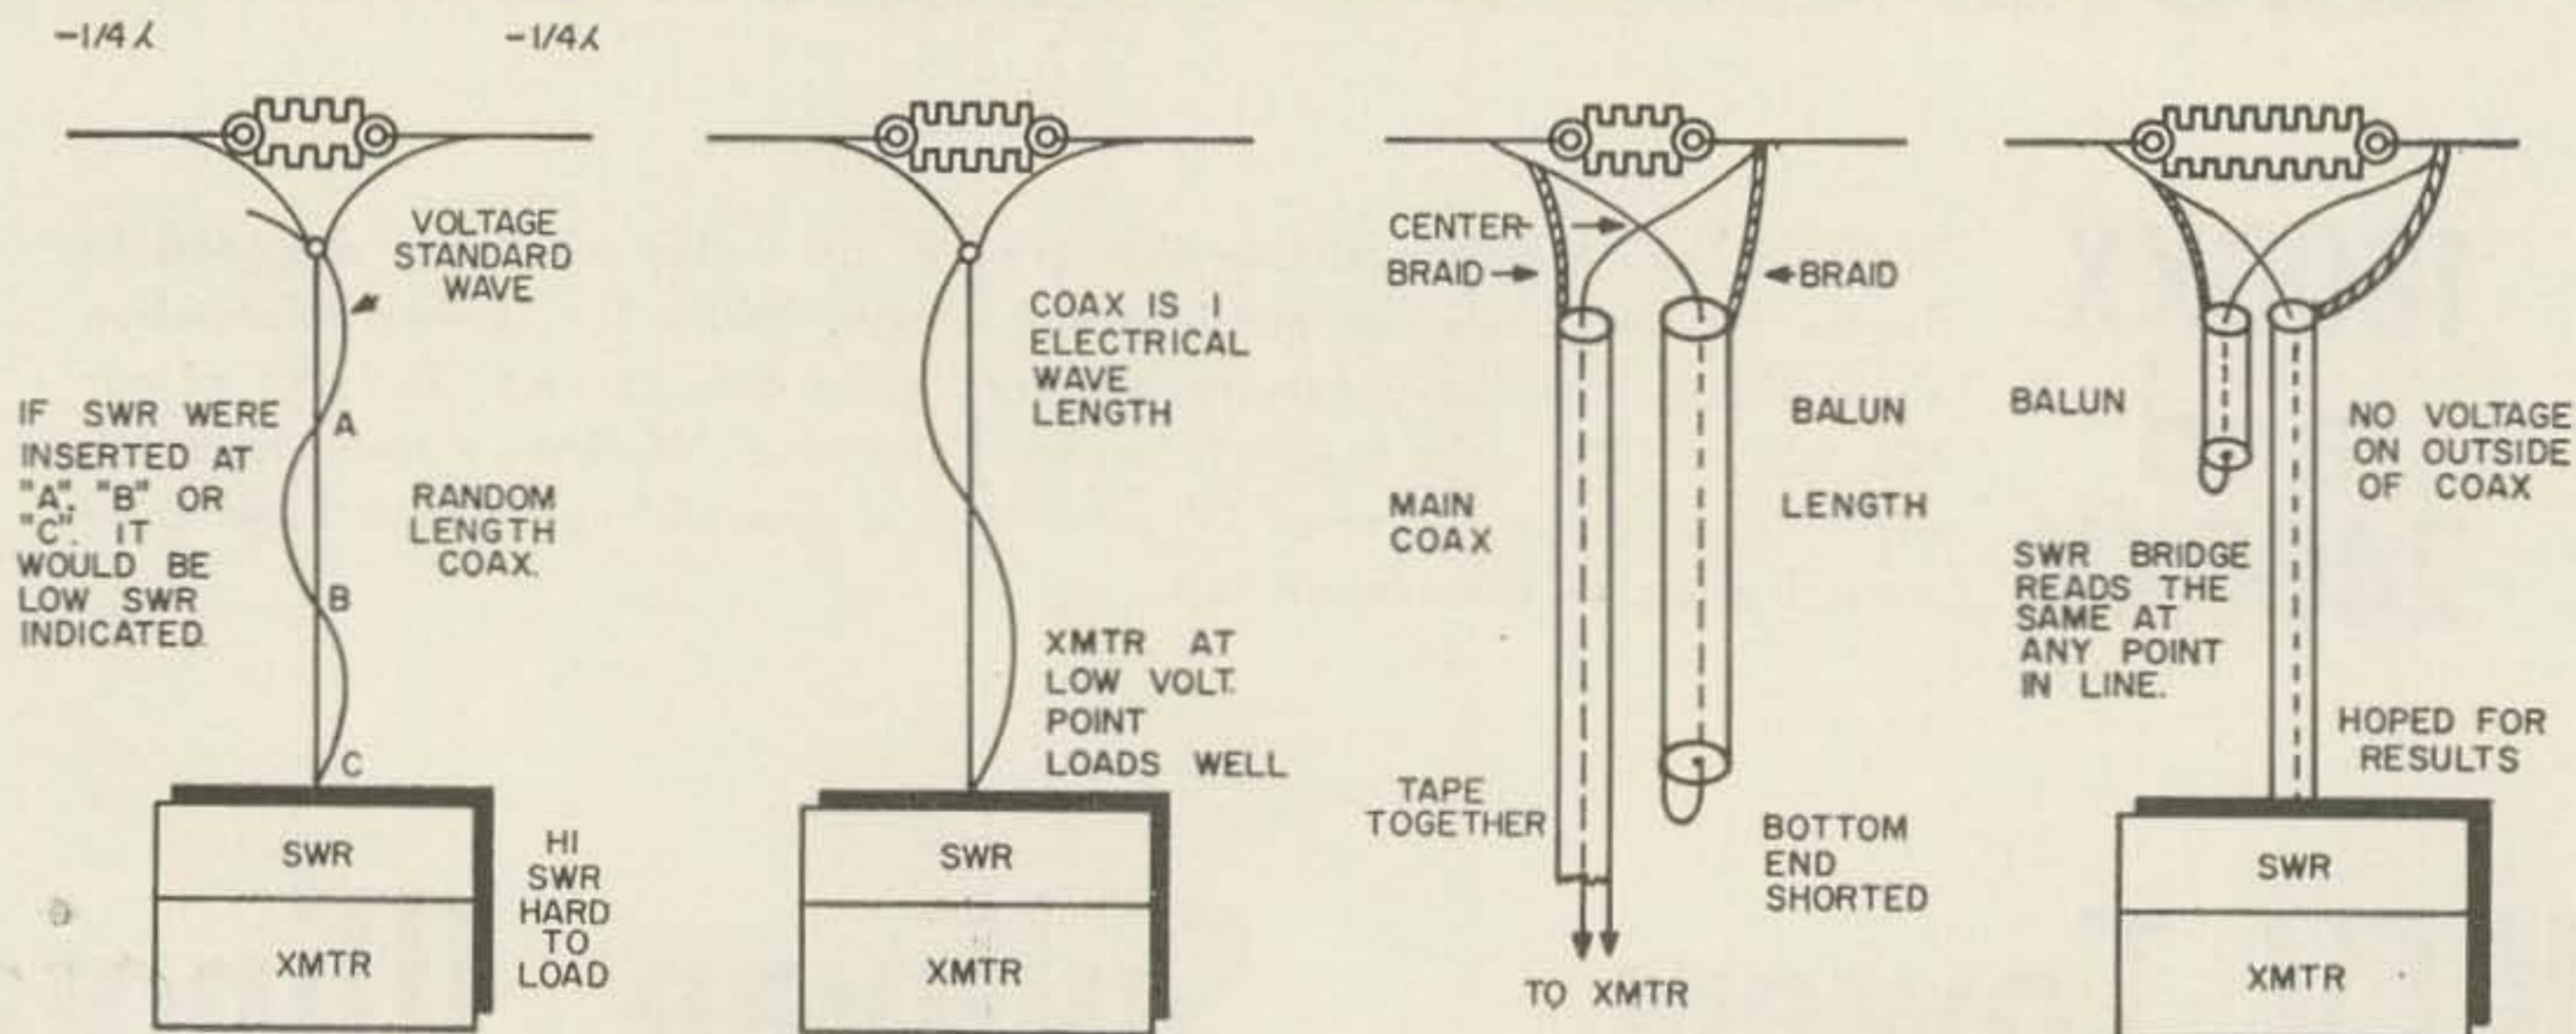 -1/4 λ
-1/4 λ
VOLTAGE
STANDARD
WAVE
IF SWR WERE
INSERTED AT
"A", "B" OR
"C". IT
WOULD BE
LOW SWR
INDICATED.
A
RANDOM
LENGTH
COAX.
B
C
SWR
XMTR
HI
SWR
HARD
TO
LOAD
COAX IS 1
ELECTRICAL
WAVE
LENGTH
XMTR AT
LOW VOLT.
POINT
LOADS WELL
SWR
XMTR
CENTER
BRAID
BRAID
MAIN
COAX
BALUN
LENGTH
TAPE
TOGETHER
BOTTOM
END
SHORTED
TO XMTR
BALUN
NO VOLTAGE
ON OUTSIDE
OF COAX
SWR BRIDGE
READS THE
SAME AT
ANY POINT
IN LINE.
HOPED FOR
RESULTS
SWR
XMTR